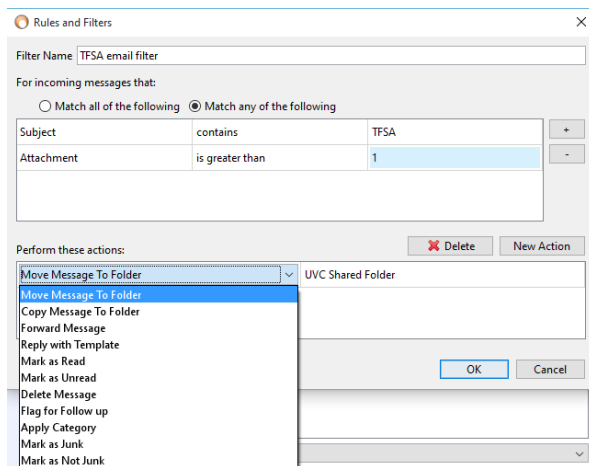 Rules and Filters
Filter Name TFSA email filter
For incoming messages that:
Match all of the following Match any of the following
Subject contains TFSA +
Attachment is greater than 1 -
Perform these actions: Delete New Action
Move Message To Folder UVC Shared Folder
Move Message To Folder
Copy Message To Folder
Forward Message
Reply with Template
Mark as Read
Mark as Unread
Delete Message
Flag for Follow up
Apply Category
Mark as Junk
Mark as Not Junk
OK Cancel